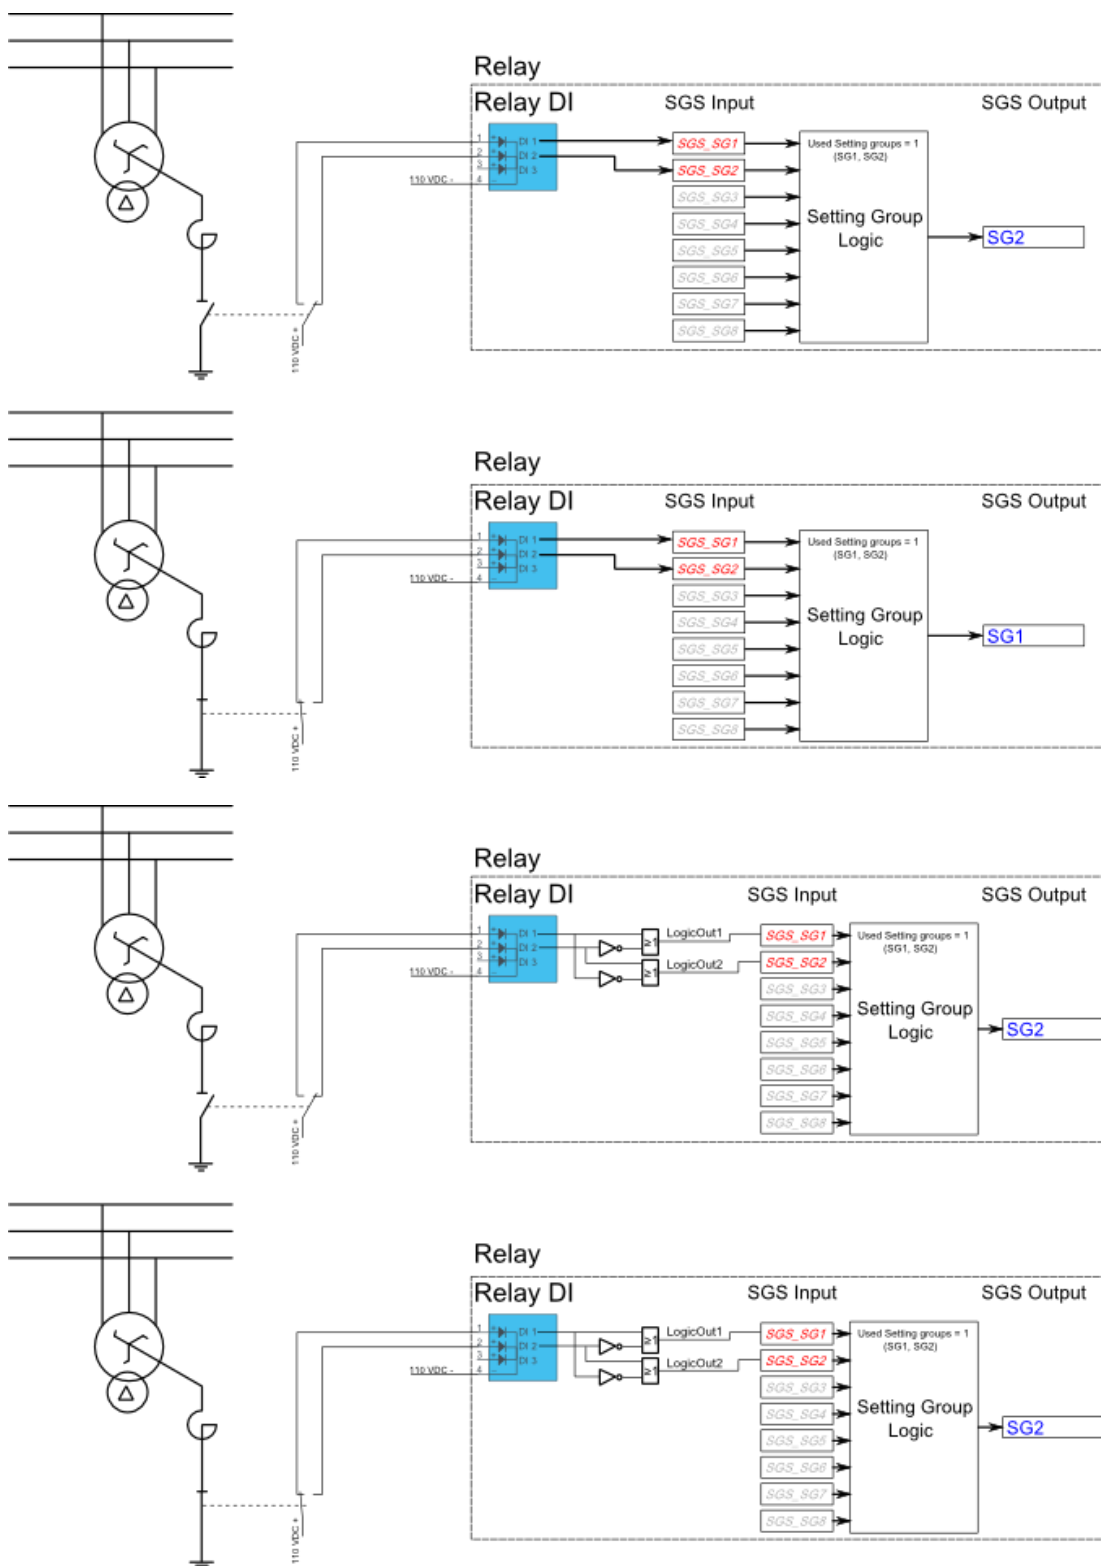 Relay
Relay DI SGS Input SGS Output
1 + DI 1 SGS_SG1 Used Setting groups = 1
2 + DI 2 SGS_SG2 (SG1, SG2)
3 + DI 3 SGS_SG3
110 VDC - 4 - SGS_SG4 Setting Group
SGS_SG5 Logic SG2
SGS_SG6
SGS_SG7
SGS_SG8
110 VDC +
Relay
Relay DI SGS Input SGS Output
1 + DI 1 SGS_SG1 Used Setting groups = 1
2 + DI 2 SGS_SG2 (SG1, SG2)
3 + DI 3 SGS_SG3
110 VDC - 4 - SGS_SG4 Setting Group
SGS_SG5 Logic SG1
SGS_SG6
SGS_SG7
SGS_SG8
110 VDC +
Relay
Relay DI SGS Input SGS Output
1 + DI 1 ≥1 LogicOut1 SGS_SG1 Used Setting groups = 1
2 + DI 2 ≥1 LogicOut2 SGS_SG2 (SG1, SG2)
3 + DI 3 SGS_SG3
110 VDC - 4 - SGS_SG4 Setting Group
SGS_SG5 Logic SG2
SGS_SG6
SGS_SG7
SGS_SG8
110 VDC +
Relay
Relay DI SGS Input SGS Output
1 + DI 1 ≥1 LogicOut1 SGS_SG1 Used Setting groups = 1
2 + DI 2 ≥1 LogicOut2 SGS_SG2 (SG1, SG2)
3 + DI 3 SGS_SG3
110 VDC - 4 - SGS_SG4 Setting Group
SGS_SG5 Logic SG2
SGS_SG6
SGS_SG7
SGS_SG8
110 VDC +